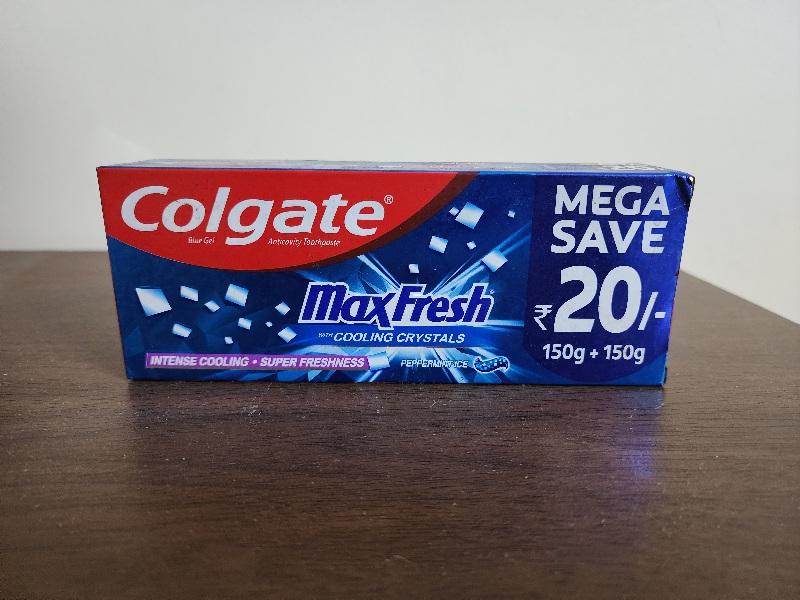 Colgate®
Blue Gel Anticavity Toothpaste
MaxFresh®
WITH COOLING CRYSTALS
INTENSE COOLING • SUPER FRESHNESS
PEPPERMINT ICE
MEGA
SAVE
₹20/-
150g + 150g